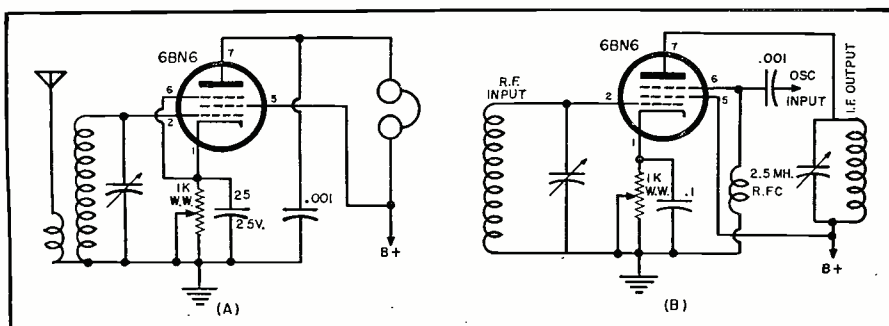 6BN6
7
6
2
5
1
1K
W.W.
25
25V.
.001
B+
(A)
6BN6
7
R.F.
INPUT
2
6
5
.001
OSC
INPUT
I.F. OUTPUT
1
1K
W.W.
.1
2.5 MH.
R.FC
B+
(B)